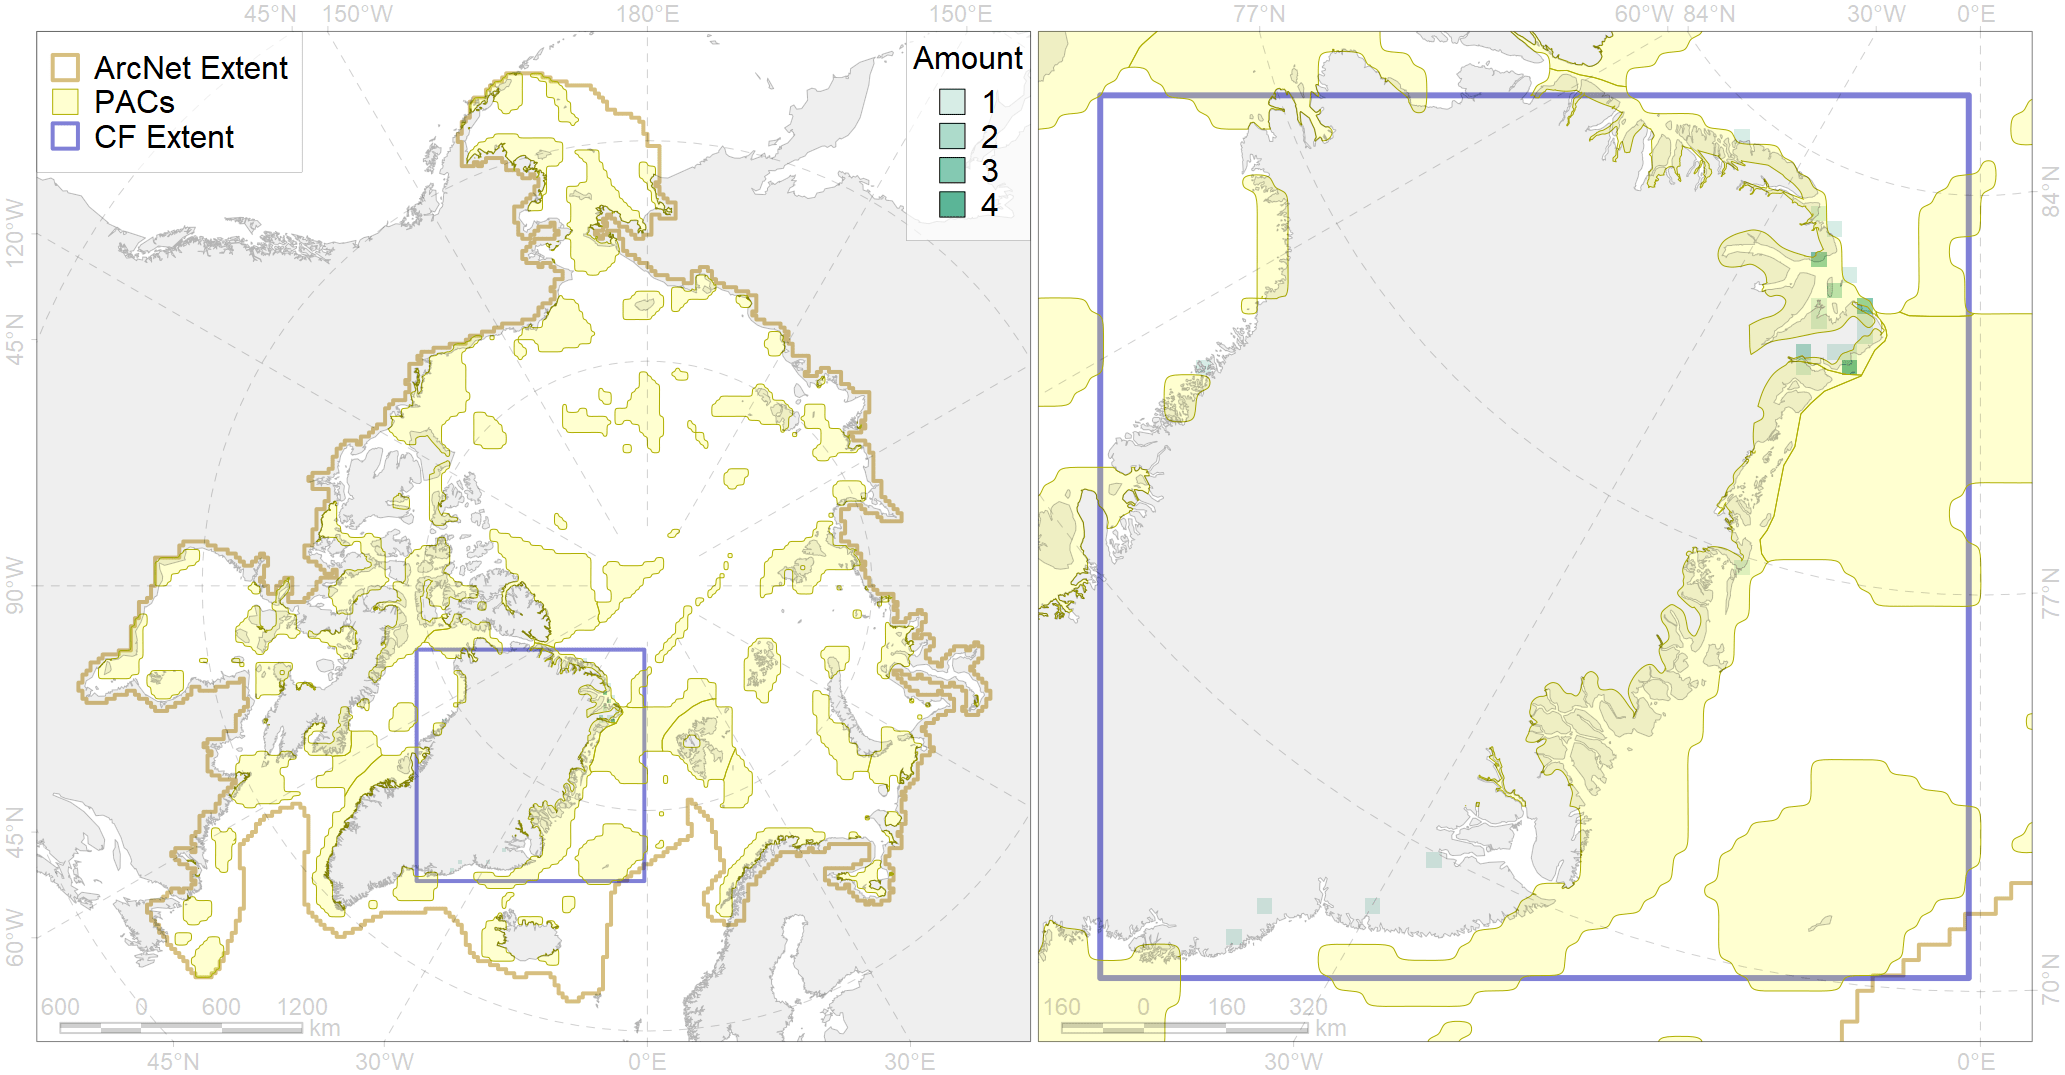 45°N 150°W 180°E 150°E 77°N 60°W 84°N 30°W 0°E
ArcNet Extent
PACs
CF Extent
Amount
1
2
3
4
120°W
45°N
90°W
45°N
60°W
84°N
77°N
70°N
600 0 600 1200
km
160 0 160 320
km
45°N 30°W 0°E 30°E 30°W 0°E